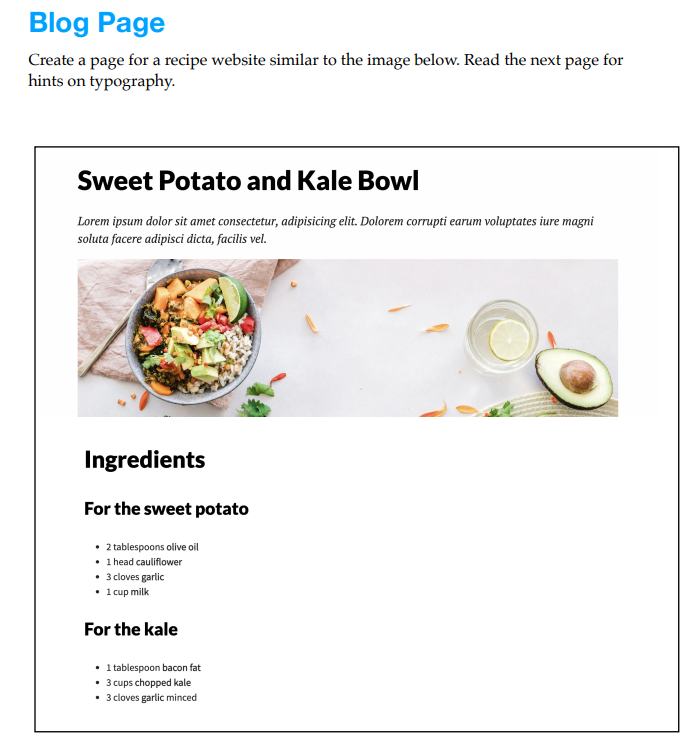 Blog Page
Create a page for a recipe website similar to the image below. Read the next page for
hints on typography.
Sweet Potato and Kale Bowl
Lorem ipsum dolor sit amet consectetur, adipisicing elit. Dolorem corrupti earum voluptates iure magni
soluta facere adipisci dicta, facilis vel.
Ingredients
For the sweet potato
• 2 tablespoons olive oil
• 1 head cauliflower
• 3 cloves garlic
• 1 cup milk
For the kale
• 1 tablespoon bacon fat
• 3 cups chopped kale
• 3 cloves garlic minced